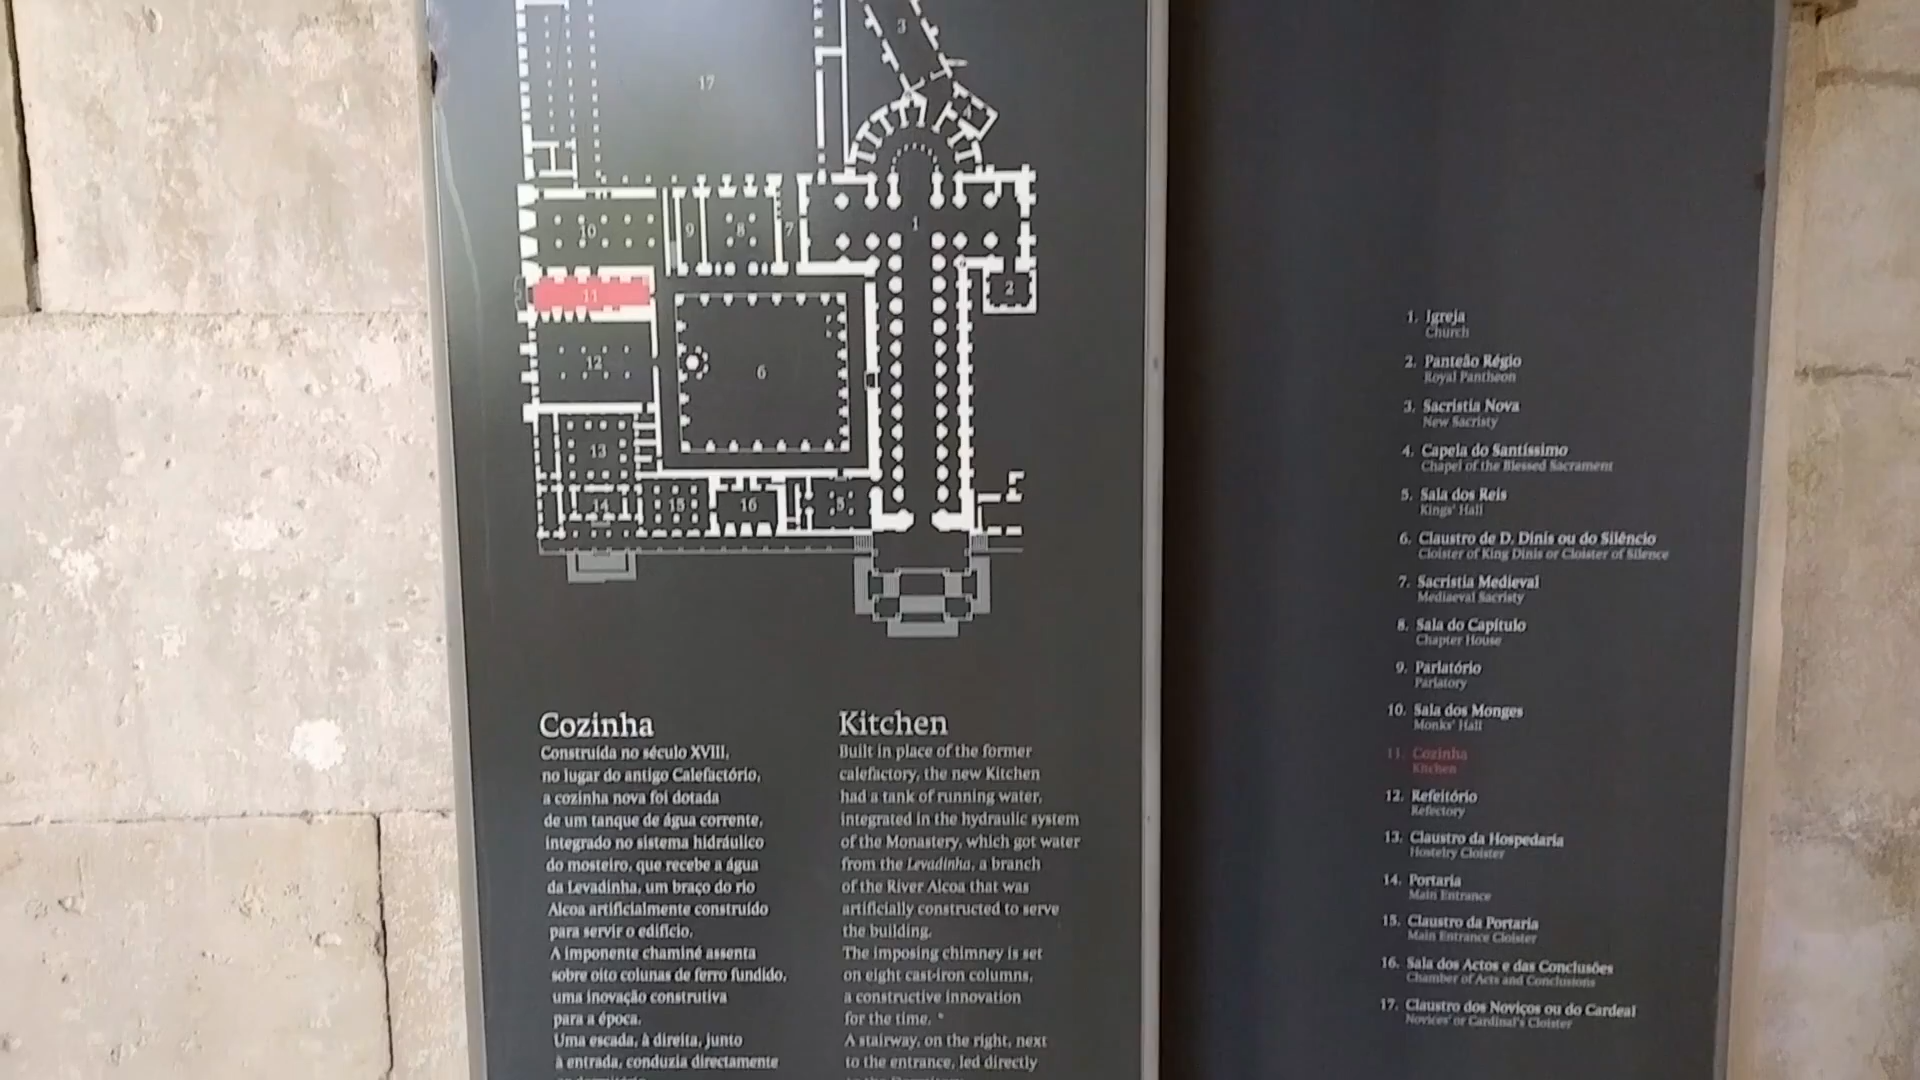 3
17
10
9
8
7
1
11
2
12
6
13
14
15
16
5
Cozinha
Construída no século XVIII,
no lugar do antigo Calefactório,
a cozinha nova foi dotada
de um tanque de água corrente,
integrado no sistema hidráulico
do mosteiro, que recebe a água
da Levadinha, um braço do rio
Alcoa artificialmente construído
para servir o edifício.
A imponente chaminé assenta
sobre oito colunas de ferro fundido,
uma inovação construtiva
para a época.
Uma escada, à direita, junto
à entrada, conduzia directamente
Kitchen
Built in place of the former
calefactory, the new Kitchen
had a tank of running water,
integrated in the hydraulic system
of the Monastery, which got water
from the Levadinha, a branch
of the River Alcoa that was
artificially constructed to serve
the building.
The imposing chimney is set
on eight cast-iron columns,
a constructive innovation
for the time.
A stairway, on the right, next
to the entrance, led directly
1. Igreja
Church
2. Panteão Régio
Royal Pantheon
3. Sacristia Nova
New Sacristy
4. Capela do Santíssimo
Chapel of the Blessed Sacrament
5. Sala dos Reis
Kings' Hall
6. Claustro de D. Dinis ou do Silêncio
Cloister of King Dinis or Cloister of Silence
7. Sacristia Medieval
Mediaeval Sacristy
8. Sala do Capítulo
Chapter House
9. Parlatório
Parlatory
10. Sala dos Monges
Monks' Hall
11. Cozinha
Kitchen
12. Refeitório
Refectory
13. Claustro da Hospedaria
Hostelry Cloister
14. Portaria
Main Entrance
15. Claustro da Portaria
Main Entrance Cloister
16. Sala dos Actos e das Conclusões
Chamber of Acts and Conclusions
17. Claustro dos Noviços ou do Cardeal
Novices' or Cardinal's Cloister